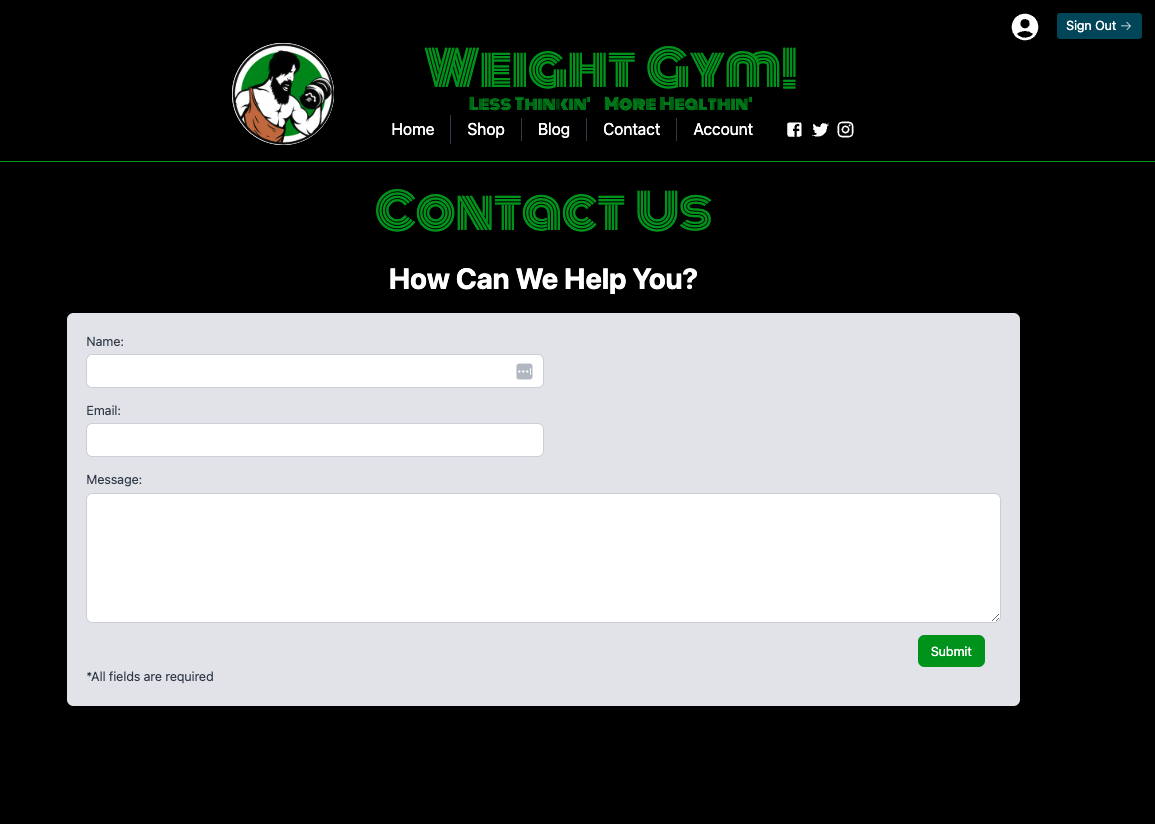 Sign Out →
Weight Gym!
Less Thinkin' More Healthin'
Home Shop Blog Contact Account
Contact Us
How Can We Help You?
Name:
Email:
Message:
Submit
*All fields are required